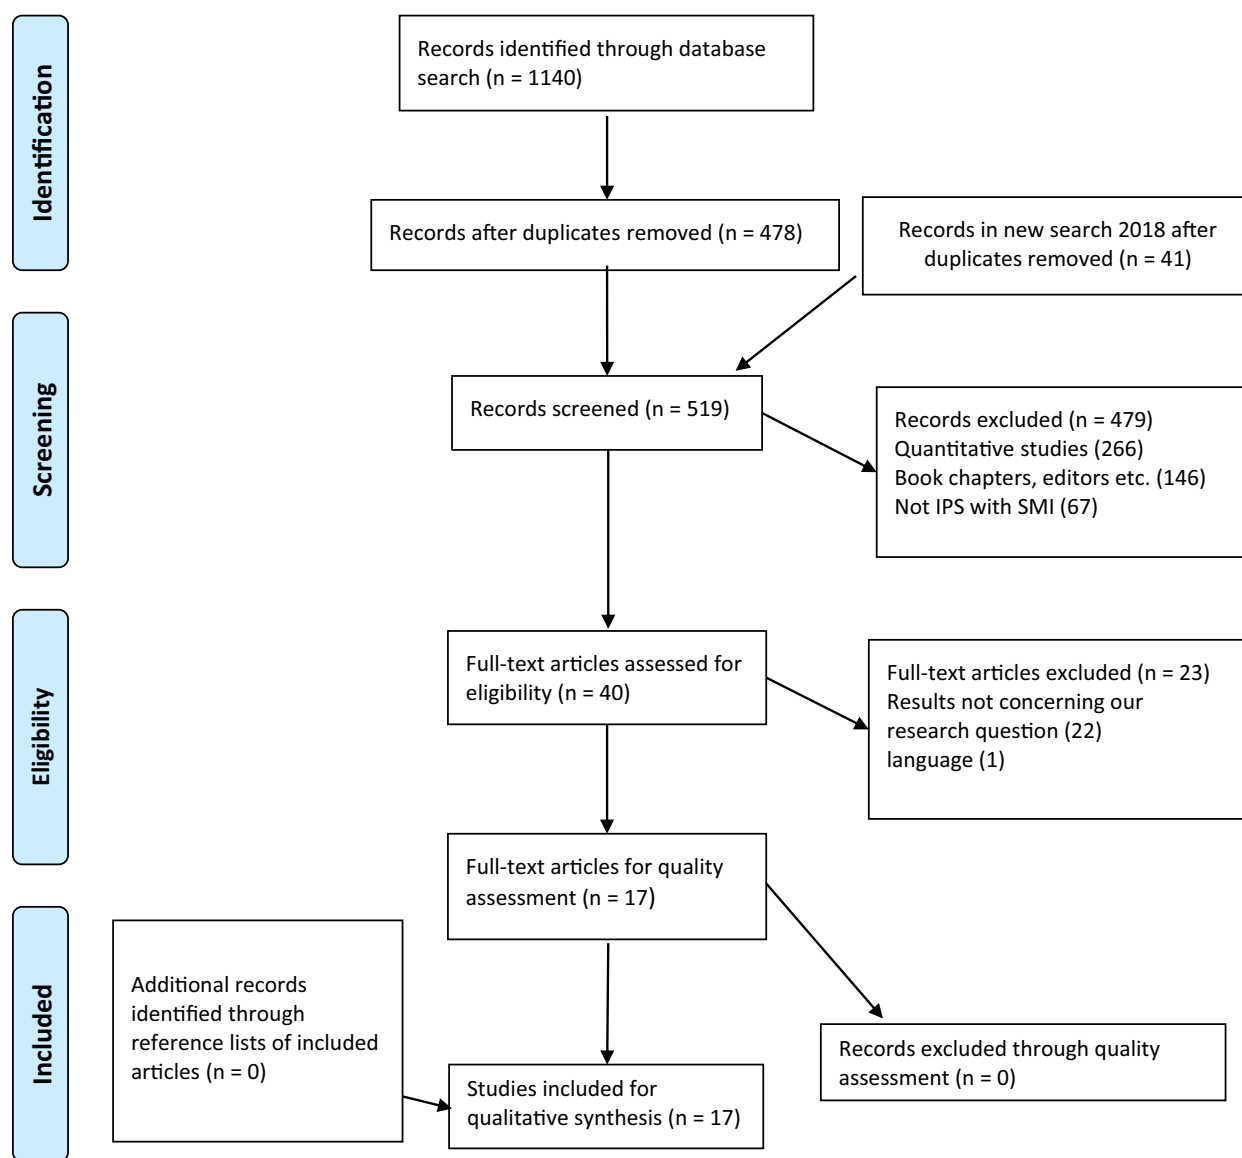 Identification
Records identified through database
search (n = 1140)
Records after duplicates removed (n = 478)
Records in new search 2018 after
duplicates removed (n = 41)
Screening
Records screened (n = 519)
Records excluded (n = 479)
Quantitative studies (266)
Book chapters, editors etc. (146)
Not IPS with SMI (67)
Eligibility
Full-text articles assessed for
eligibility (n = 40)
Full-text articles excluded (n = 23)
Results not concerning our
research question (22)
language (1)
Full-text articles for quality
assessment (n = 17)
Included
Additional records
identified through
reference lists of included
articles (n = 0)
Records excluded through quality
assessment (n = 0)
Studies included for
qualitative synthesis (n = 17)